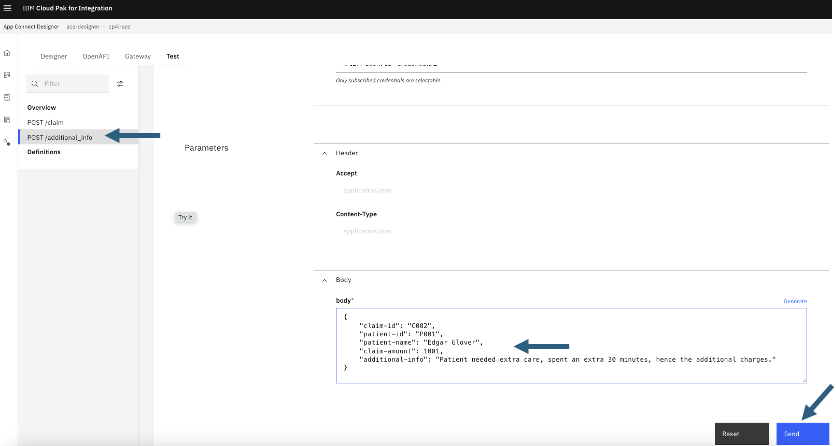 IBM Cloud Pak for Integration
App Connect Designer
ace-designer
cp4i-ace
Designer
OpenAPI
Gateway
Test
Filter
Overview
POST /claim
POST /additional_info
Definitions
Only subscribed credentials are selectable
Parameters
Header
Accept
application/json
Content-Type
application/json
Try it
Body
body*
Generate
{
"claim-id": "C002",
"patient-id": "P001",
"patient-name": "Edgar Glover",
"claim-amount": 1001,
"additional-info": "Patient needed extra care, spent an extra 30 minutes, hence the additional charges."
}
Reset
Send